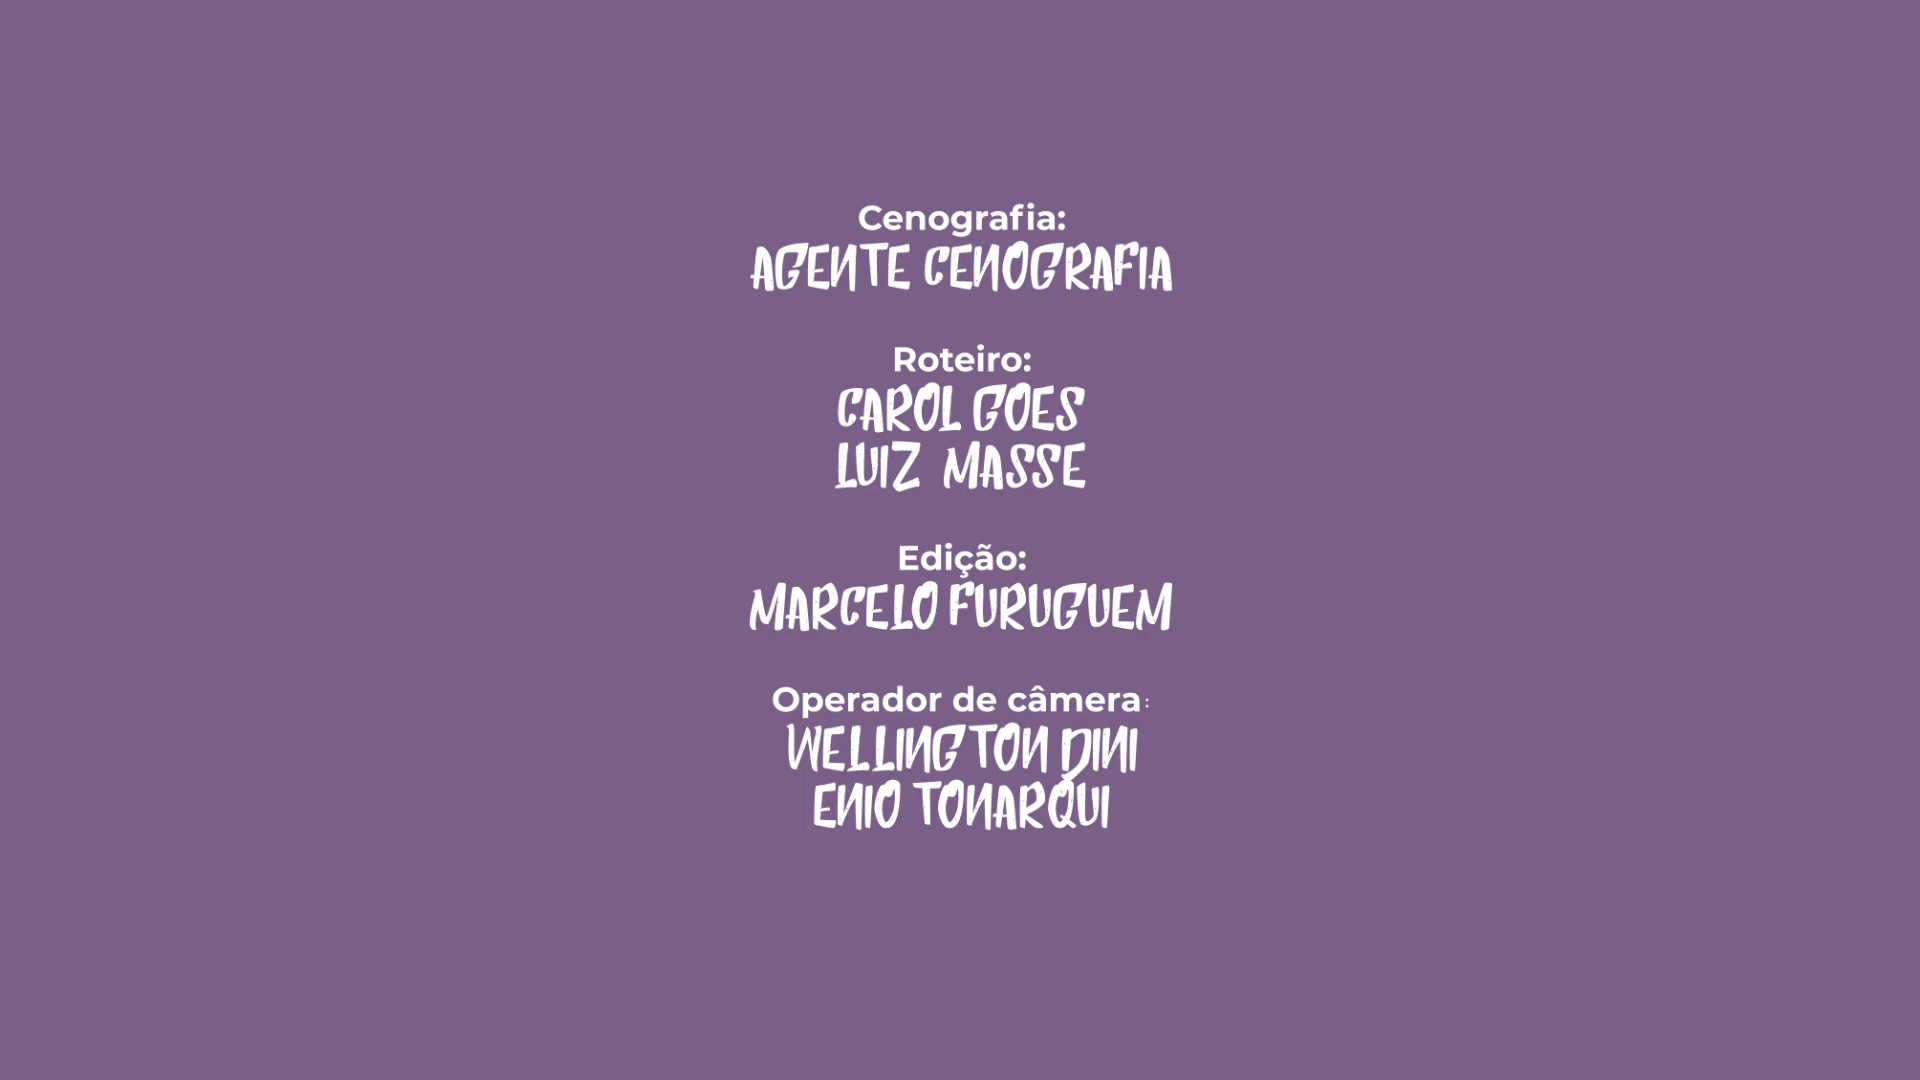 Cenografia:
AGENTE CENOGRAFIA
Roteiro:
CAROL GOES
LUIZ MASSE
Edição:
MARCELO FURUGUEM
Operador de câmera:
WELLINGTON DINI
ENIO TONARQUI